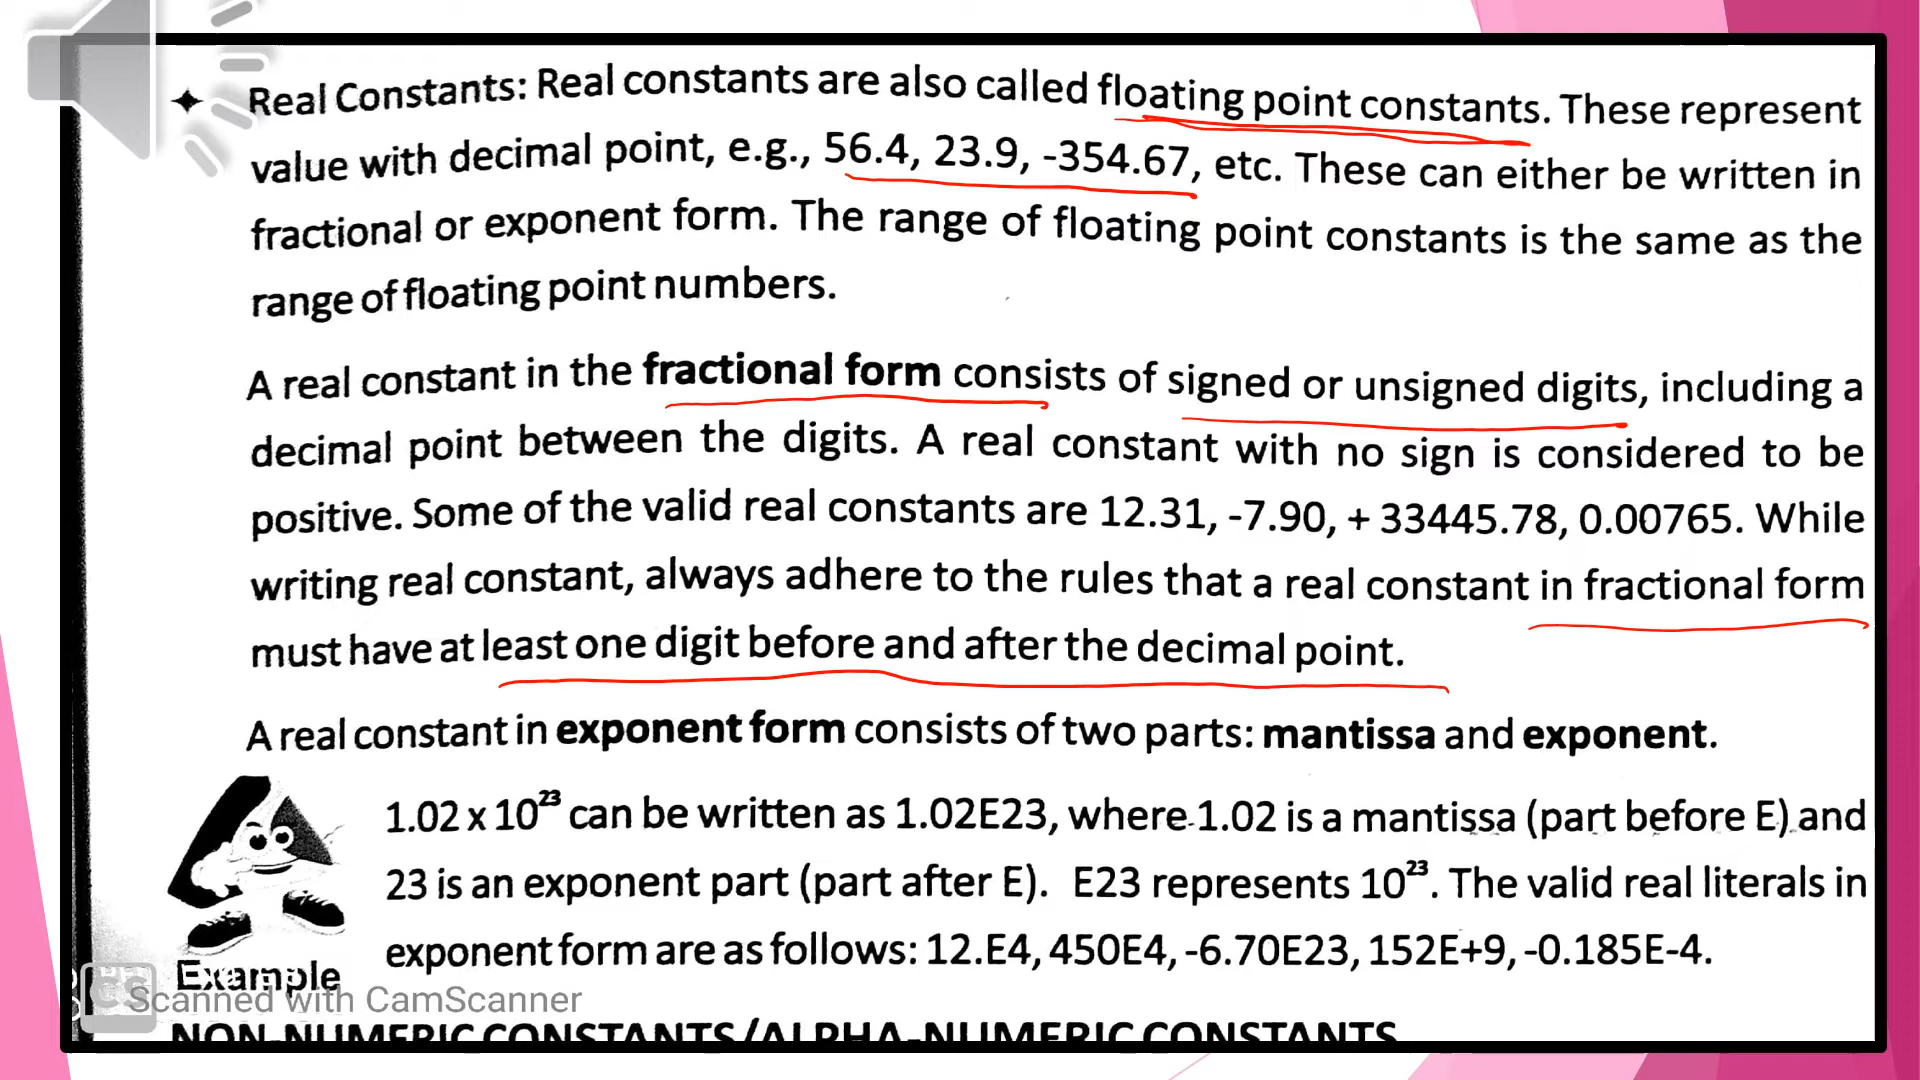 Real Constants: Real constants are also called floating point constants. These represent
value with decimal point, e.g., 56.4, 23.9, -354.67, etc. These can either be written in
fractional or exponent form. The range of floating point constants is the same as the
range of floating point numbers.
A real constant in the fractional form consists of signed or unsigned digits, including a
decimal point between the digits. A real constant with no sign is considered to be
positive. Some of the valid real constants are 12.31, -7.90, + 33445.78, 0.00765. While
writing real constant, always adhere to the rules that a real constant in fractional form
must have at least one digit before and after the decimal point.
A real constant in exponent form consists of two parts: mantissa and exponent.
1.02 x 10²³ can be written as 1.02E23, where 1.02 is a mantissa (part before E) and
23 is an exponent part (part after E). E23 represents 10²³. The valid real literals in
exponent form are as follows: 12.E4, 450E4, -6.70E23, 152E+9, -0.185E-4.
Example
CS Scanned with CamScanner
NON-NUMERIC CONSTANTS/ALPHA-NUMERIC CONSTANTS